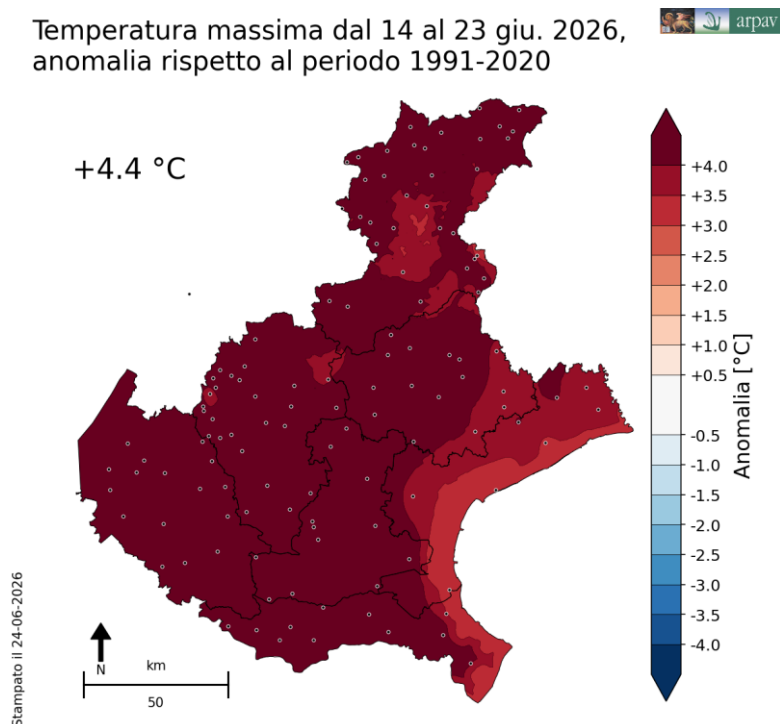 Temperatura massima dal 14 al 23 giu. 2026,
anomalia rispetto al periodo 1991-2020
arpav
+4.4 °C
+4.0
+3.5
+3.0
+2.5
+2.0
+1.5
+1.0
+0.5
-0.5
-1.0
-1.5
-2.0
-2.5
-3.0
-3.5
-4.0
Anomalia [°C]
N
km
50
Stampato il 24-06-2026